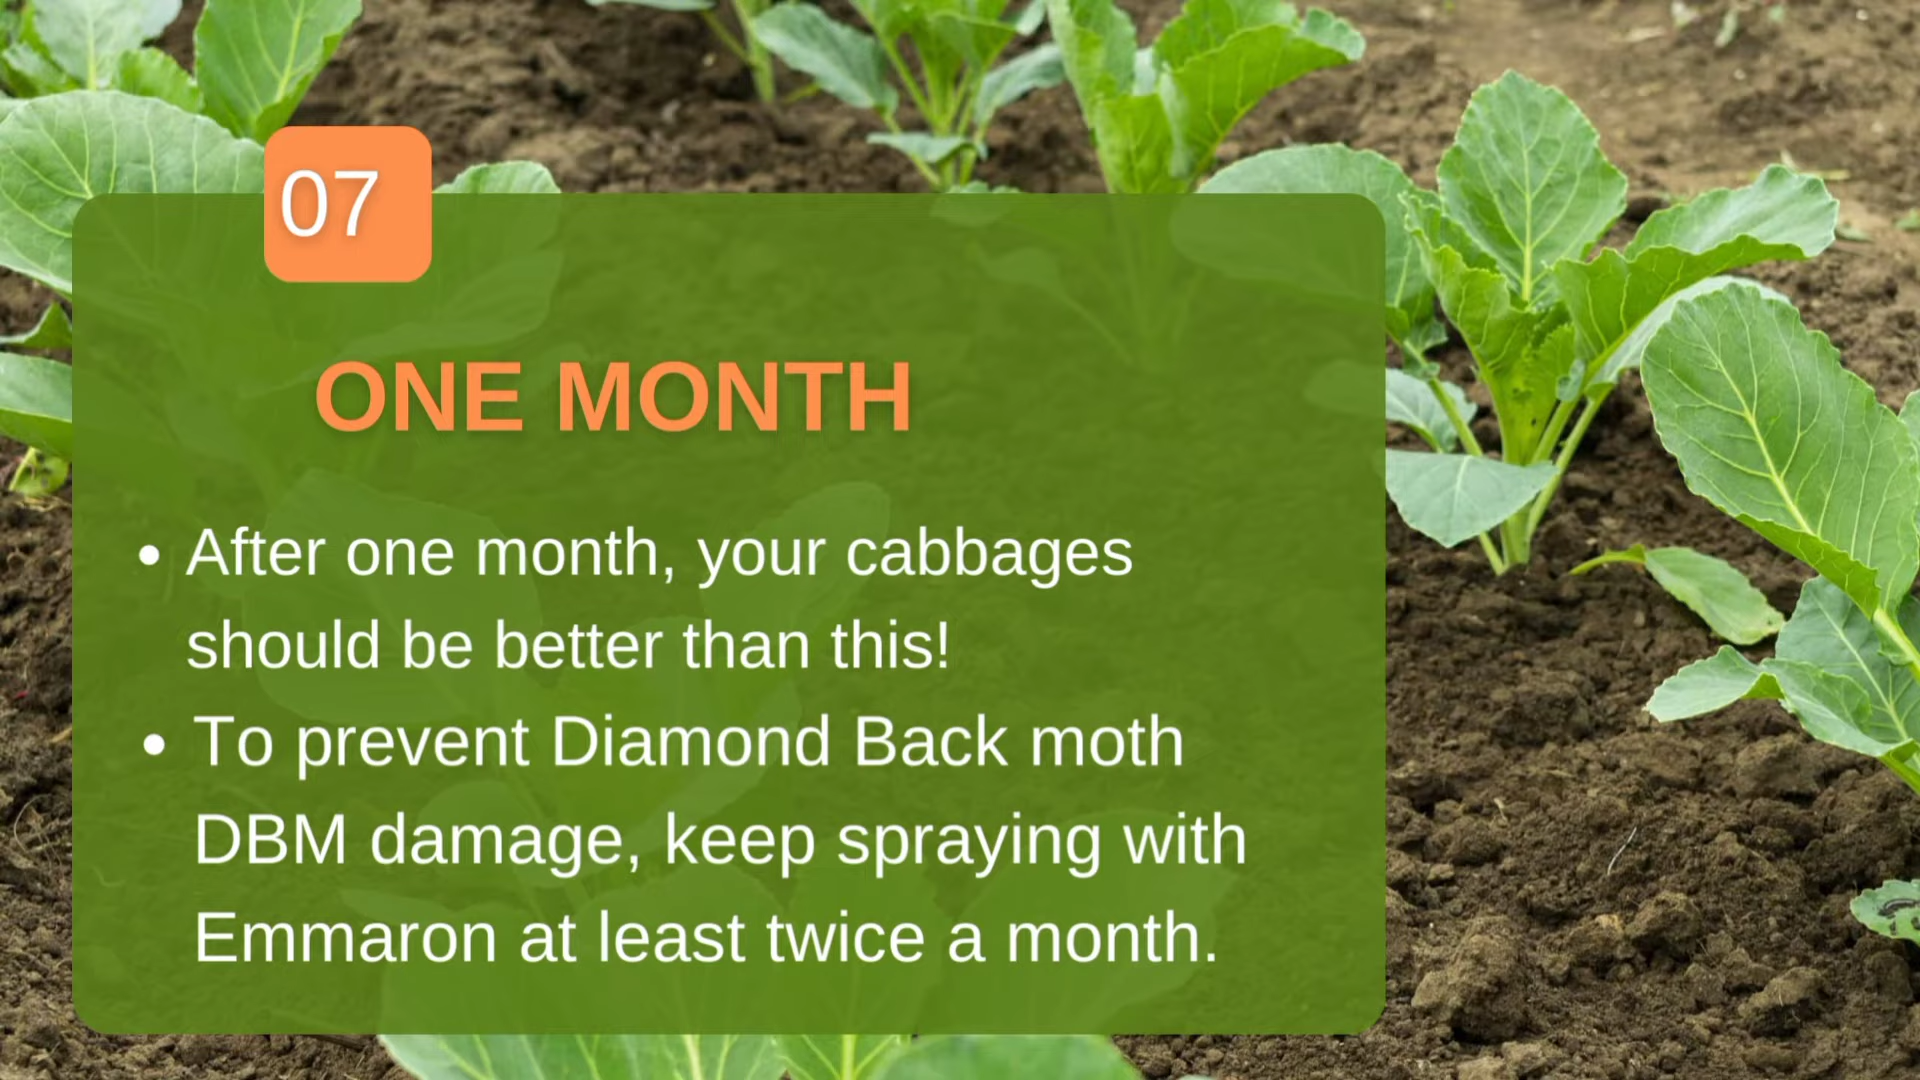 07
ONE MONTH
• After one month, your cabbages
should be better than this!
• To prevent Diamond Back moth
DBM damage, keep spraying with
Emmaron at least twice a month.